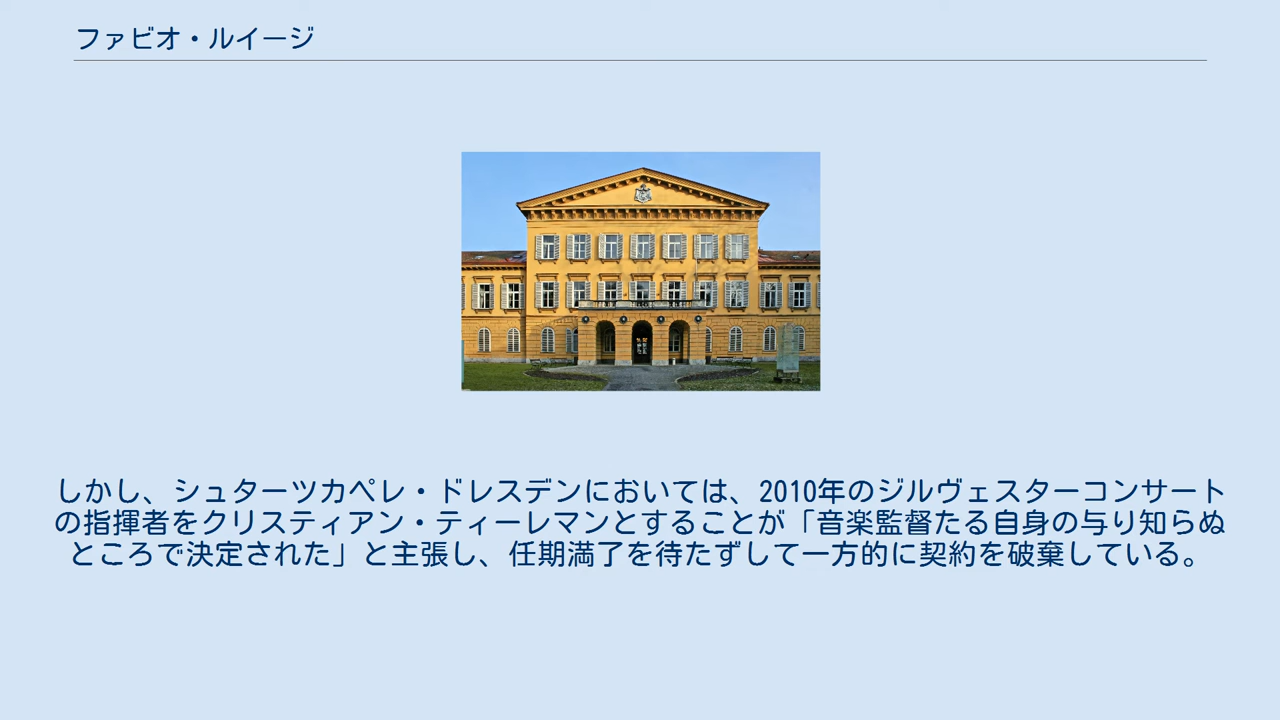 ファビオ・ルイージ
しかし、シュターツカペレ・ドレスデンにおいては、2010年のジルヴェスターコンサート
の指揮者をクリスティアン・ティーレマンとすることが「音楽監督たる自身の与り知らぬ
ところで決定された」と主張し、任期満了を待たずして一方的に契約を破棄している。